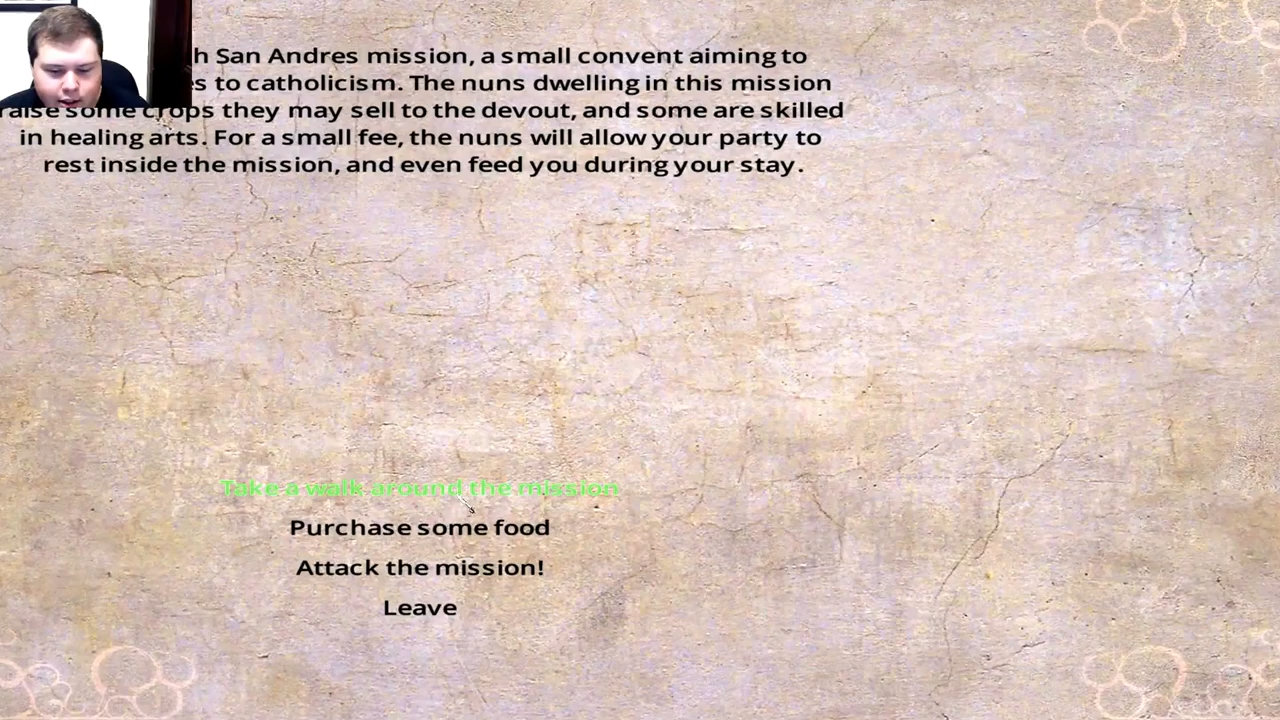 h San Andres mission, a small convent aiming to
s to catholicism. The nuns dwelling in this mission
raise some crops they may sell to the devout, and some are skilled
in healing arts. For a small fee, the nuns will allow your party to
rest inside the mission, and even feed you during your stay.
Take a walk around the mission
Purchase some food
Attack the mission!
Leave